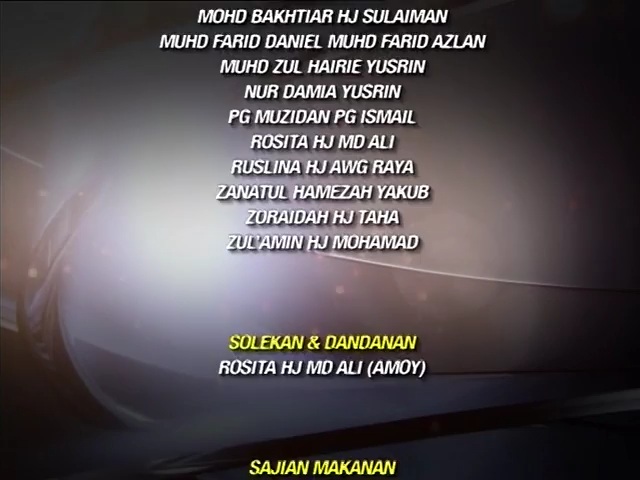 MOHD BAKHTIAR HJ SULAIMAN
MUHD FARID DANIEL MUHD FARID AZLAN
MUHD ZUL HAIRIE YUSRIN
NUR DAMIA YUSRIN
PG MUZIDAN PG ISMAIL
ROSITA HJ MD ALI
RUSLINA HJ AWG RAYA
ZANATUL HAMEZAH YAKUB
ZORAIDAH HJ TAHA
ZUL'AMIN HJ MOHAMAD
SOLEKAN & DANDANAN
ROSITA HJ MD ALI (AMOY)
SAJIAN MAKANAN